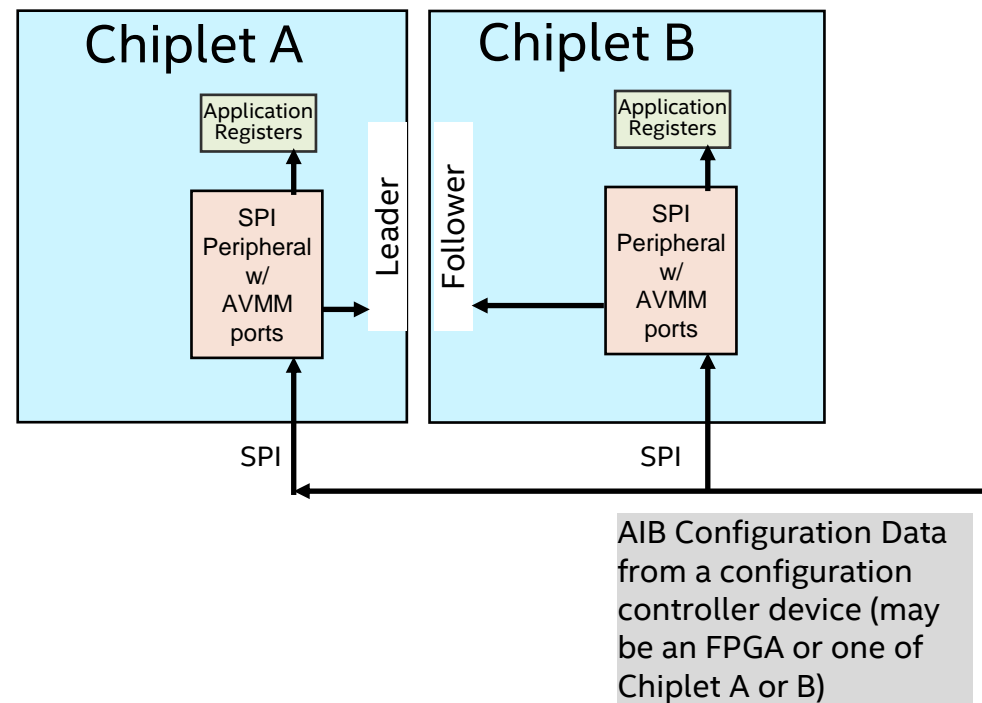 Chiplet A
Application
Registers
SPI
Peripheral
w/
AVMM
ports
Leader
SPI
Chiplet B
Application
Registers
Follower
SPI
Peripheral
w/
AVMM
ports
SPI
AIB Configuration Data
from a configuration
controller device (may
be an FPGA or one of
Chiplet A or B)